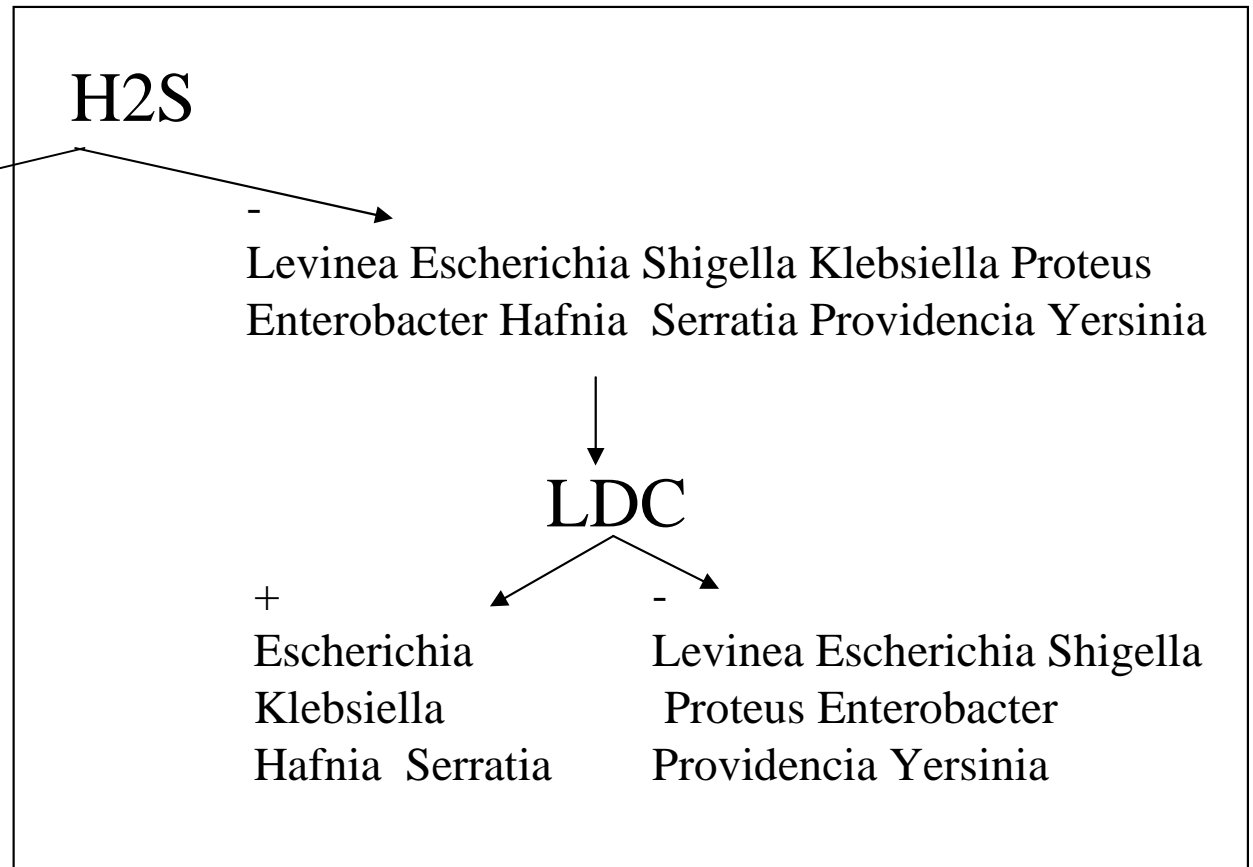 H2S
-
Levinea Escherichia Shigella Klebsiella Proteus
Enterobacter Hafnia  Serratia Providencia Yersinia
LDC
+
Escherichia
Klebsiella
Hafnia  Serratia
-
Levinea Escherichia Shigella
Proteus Enterobacter
Providencia Yersinia